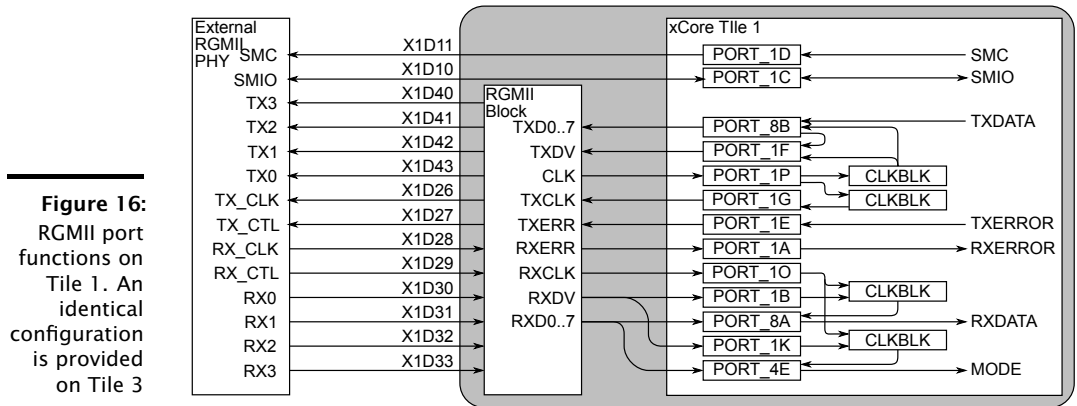 Figure 16:
RGMII port
functions on
Tile 1. An
identical
configuration
is provided
on Tile 3
External
RGMII
PHY
SMC
SMIO
TX3
TX2
TX1
TX0
TX_CLK
TX_CTL
RX_CLK
RX_CTL
RX0
RX1
RX2
RX3
X1D11
X1D10
X1D40
X1D41
X1D42
X1D43
X1D26
X1D27
X1D28
X1D29
X1D30
X1D31
X1D32
X1D33
RGMII
Block
TXD0..7
TXDV
CLK
TXCLK
TXERR
RXERR
RXCLK
RXDV
RXD0..7
xCore TIle 1
PORT_1D
PORT_1C
PORT_8B
PORT_1F
PORT_1P
PORT_1G
PORT_1E
PORT_1A
PORT_1O
PORT_1B
PORT_8A
PORT_1K
PORT_4E
CLKBLK
CLKBLK
CLKBLK
CLKBLK
SMC
SMIO
TXDATA
TXERROR
RXERROR
RXDATA
MODE